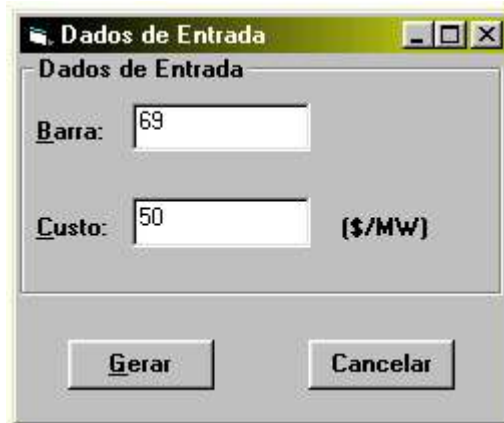 Dados de Entrada
Dados de Entrada
Barra: 69
Custo: 50 ($/MW)
Gerar Cancelar